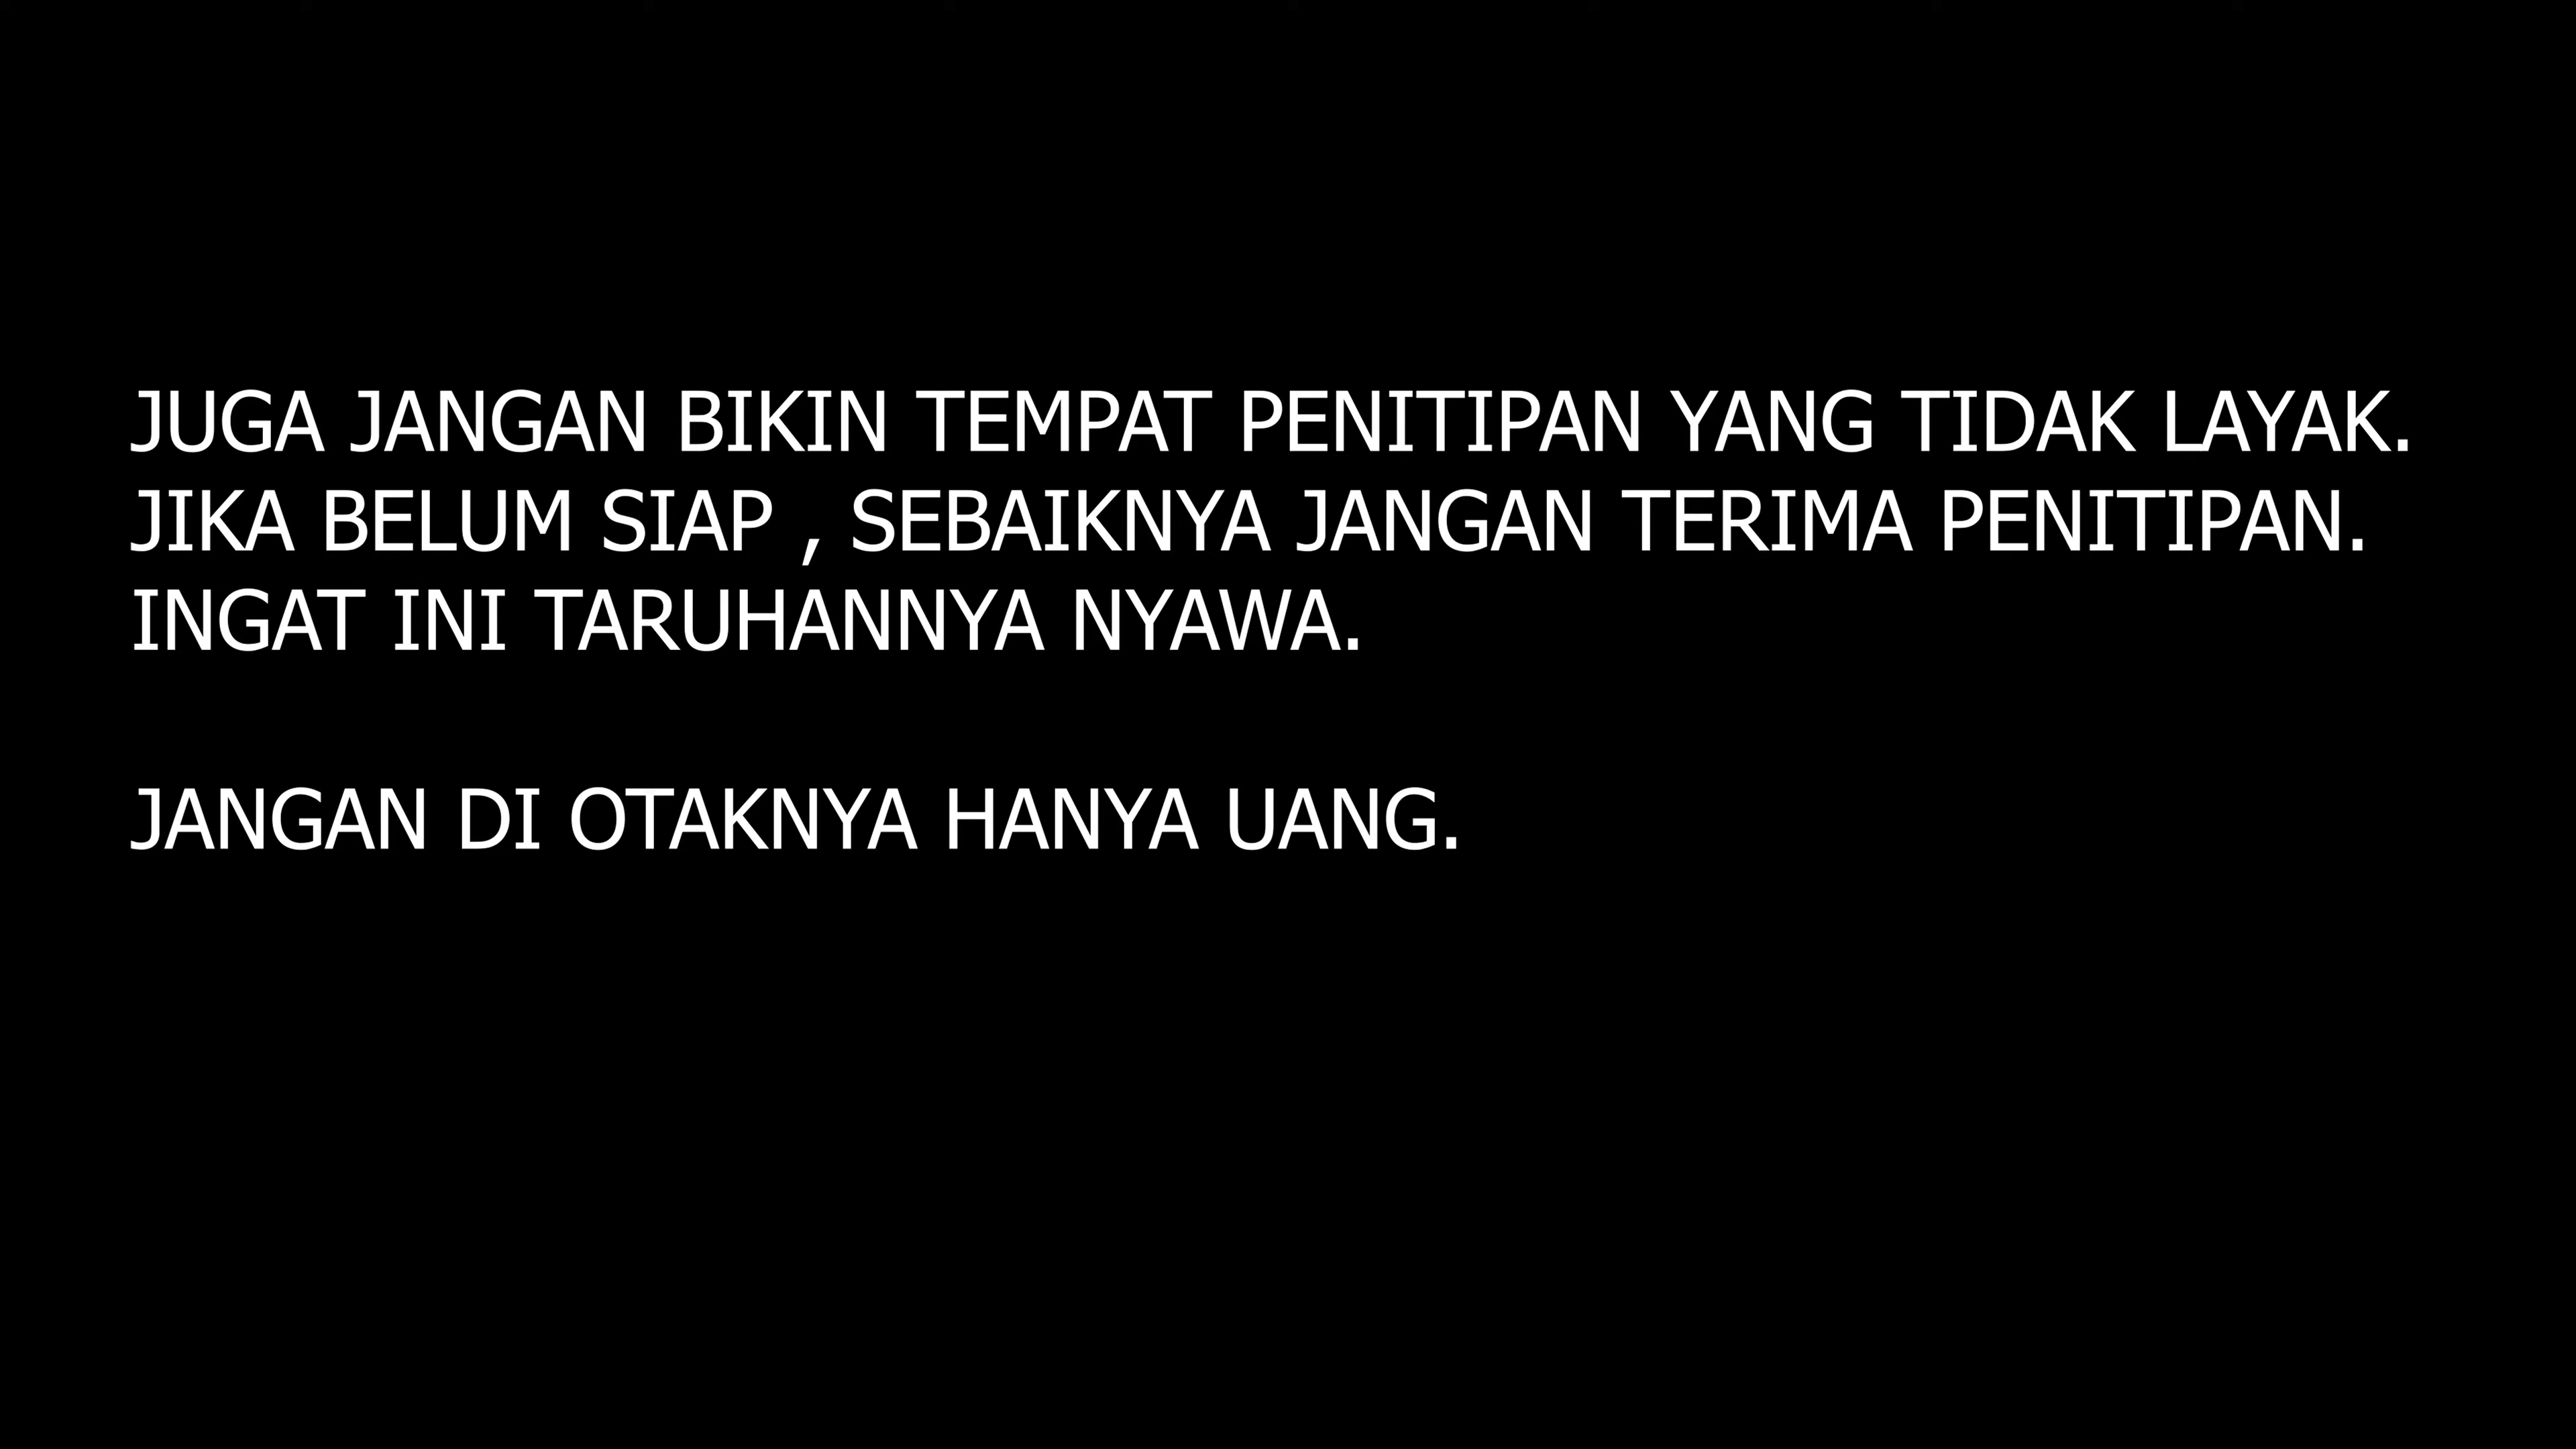 JUGA JANGAN BIKIN TEMPAT PENITIPAN YANG TIDAK LAYAK.
JIKA BELUM SIAP , SEBAIKNYA JANGAN TERIMA PENITIPAN.
INGAT INI TARUHANNYA NYAWA.
JANGAN DI OTAKNYA HANYA UANG.